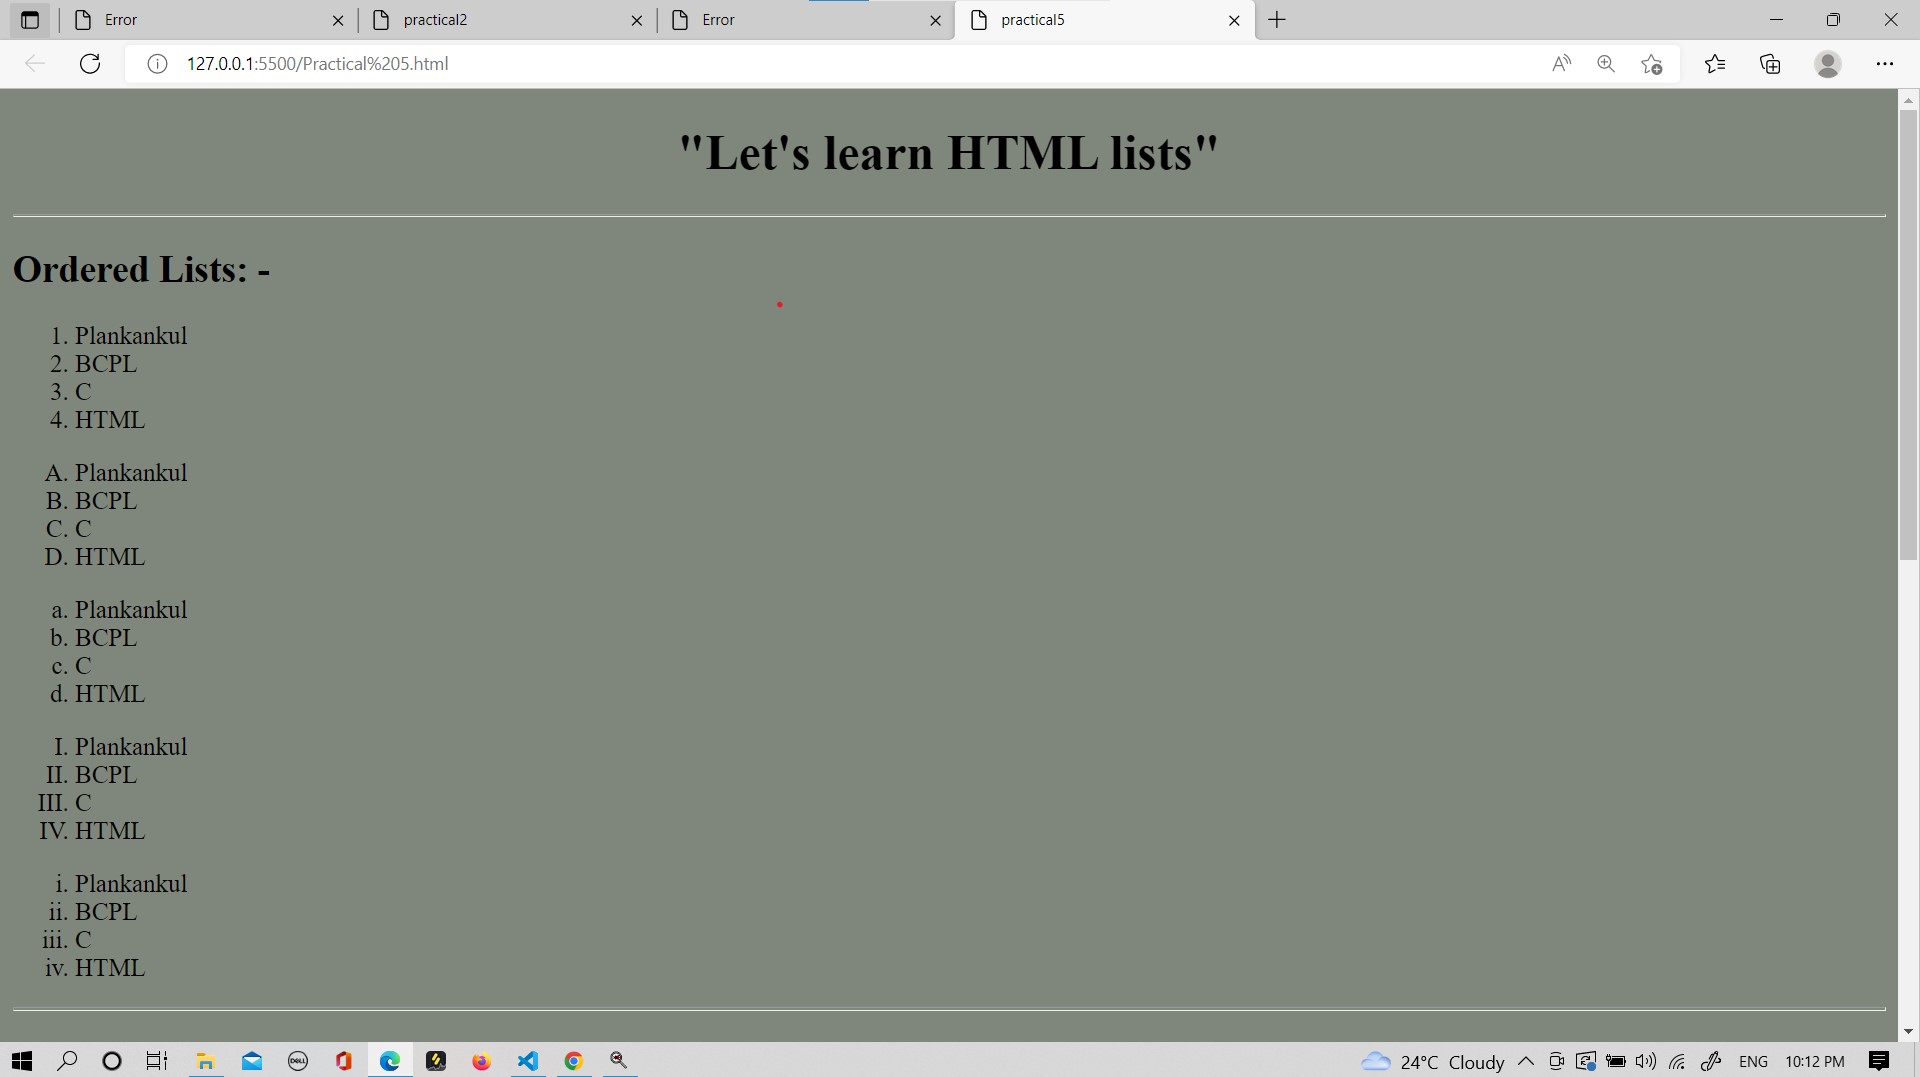 Error
practical2
Error
practical5
127.0.0.1:5500/Practical%205.html
"Let's learn HTML lists"
Ordered Lists: -
1. Plankankul
2. BCPL
3. C
4. HTML
A. Plankankul
B. BCPL
C. C
D. HTML
a. Plankankul
b. BCPL
c. C
d. HTML
I. Plankankul
II. BCPL
III. C
IV. HTML
i. Plankankul
ii. BCPL
iii. C
iv. HTML
DELL
24°C Cloudy
ENG
10:12 PM